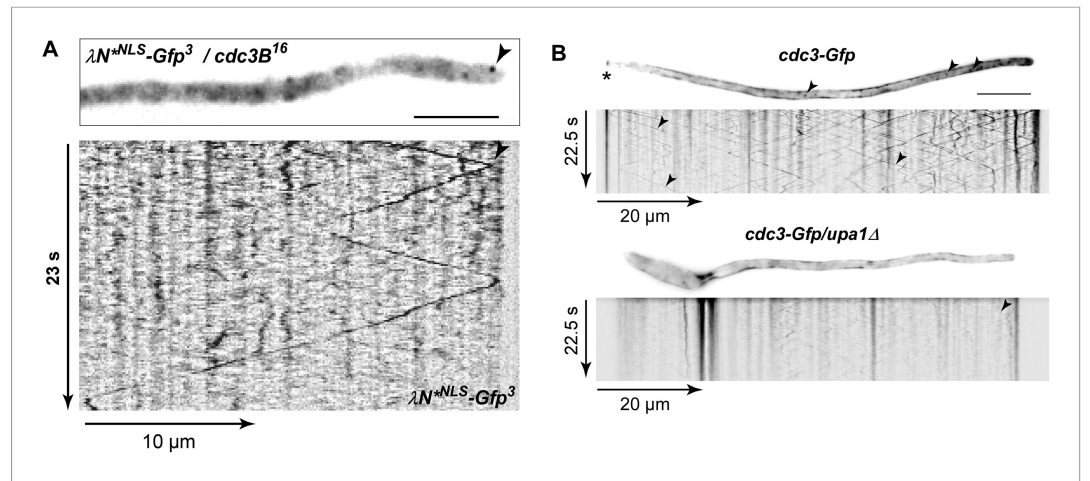 A
λN*NLS-Gfp3 / cdc3B16
23 s
λN*NLS-Gfp3
10 µm
B
cdc3-Gfp
*
22.5 s
20 µm
cdc3-Gfp/upa1Δ
22.5 s
20 µm